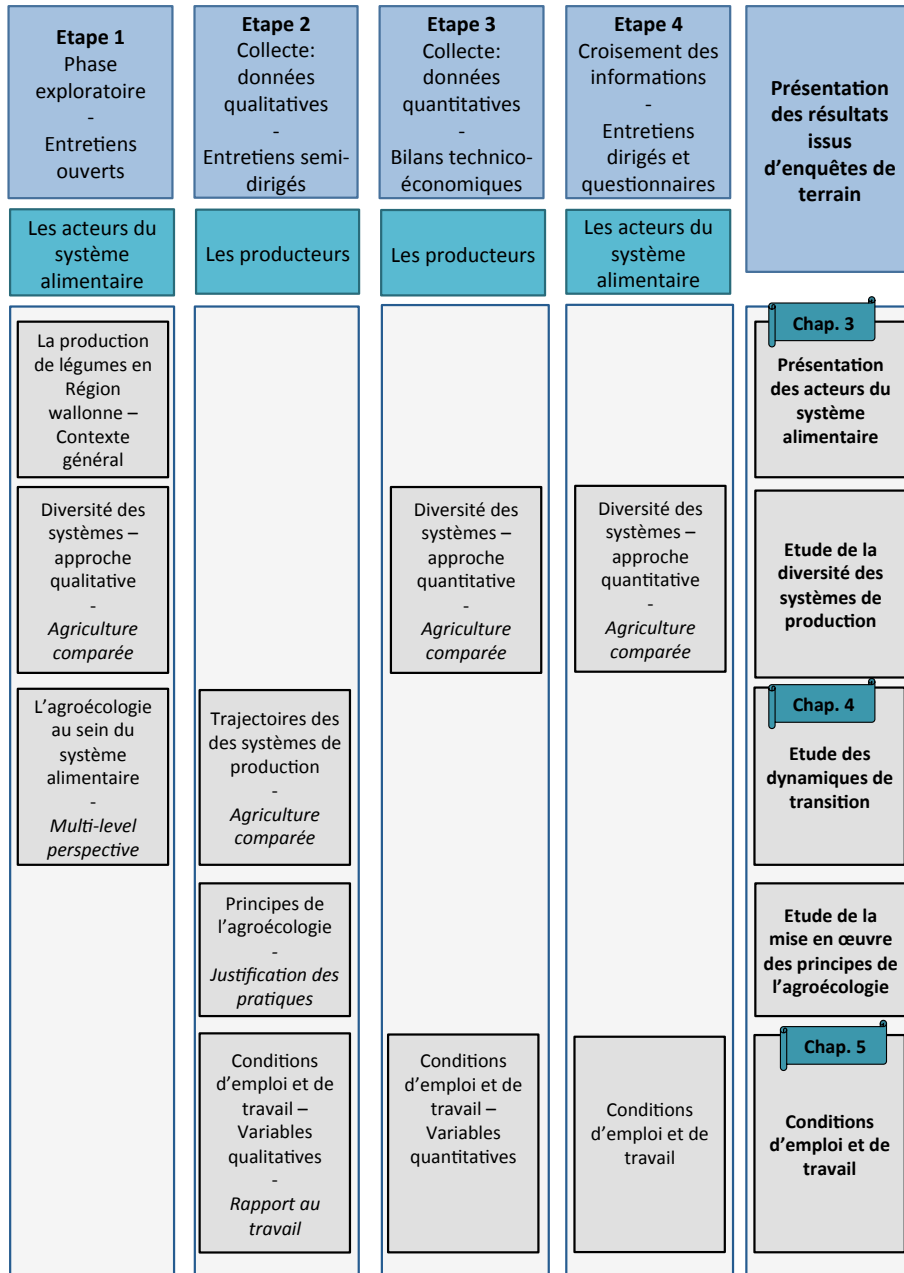 Etape 1
Phase
exploratoire
-
Entretiens
ouverts
Etape 2
Collecte:
données
qualitatives
-
Entretiens semi-
dirigés
Etape 3
Collecte:
données
quantitatives
-
Bilans technico-
économiques
Etape 4
Croisement des
informations
-
Entretiens
dirigés et
questionnaires
Présentation
des résultats
issus
d'enquêtes de
terrain
Les acteurs du
système
alimentaire
Les producteurs
Les producteurs
Les acteurs du
système
alimentaire
La production
de légumes en
Région
wallonne –
Contexte
général
Chap. 3
Présentation
des acteurs du
système
alimentaire
Diversité des
systèmes –
approche
qualitative
-
Agriculture
comparée
Diversité des
systèmes –
approche
quantitative
-
Agriculture
comparée
Diversité des
systèmes –
approche
quantitative
-
Agriculture
comparée
Etude de la
diversité des
systèmes de
production
L'agroécologie
au sein du
système
alimentaire
-
Multi-level
perspective
Trajectoires des
des systèmes de
production
-
Agriculture
comparée
Chap. 4
Etude des
dynamiques de
transition
Principes de
l'agroécologie
-
Justification des
pratiques
Etude de la
mise en œuvre
des principes de
l'agroécologie
Conditions
d'emploi et de
travail –
Variables
qualitatives
-
Rapport au
travail
Conditions
d'emploi et de
travail –
Variables
quantitatives
Conditions
d'emploi et de
travail
Chap. 5
Conditions
d'emploi et de
travail